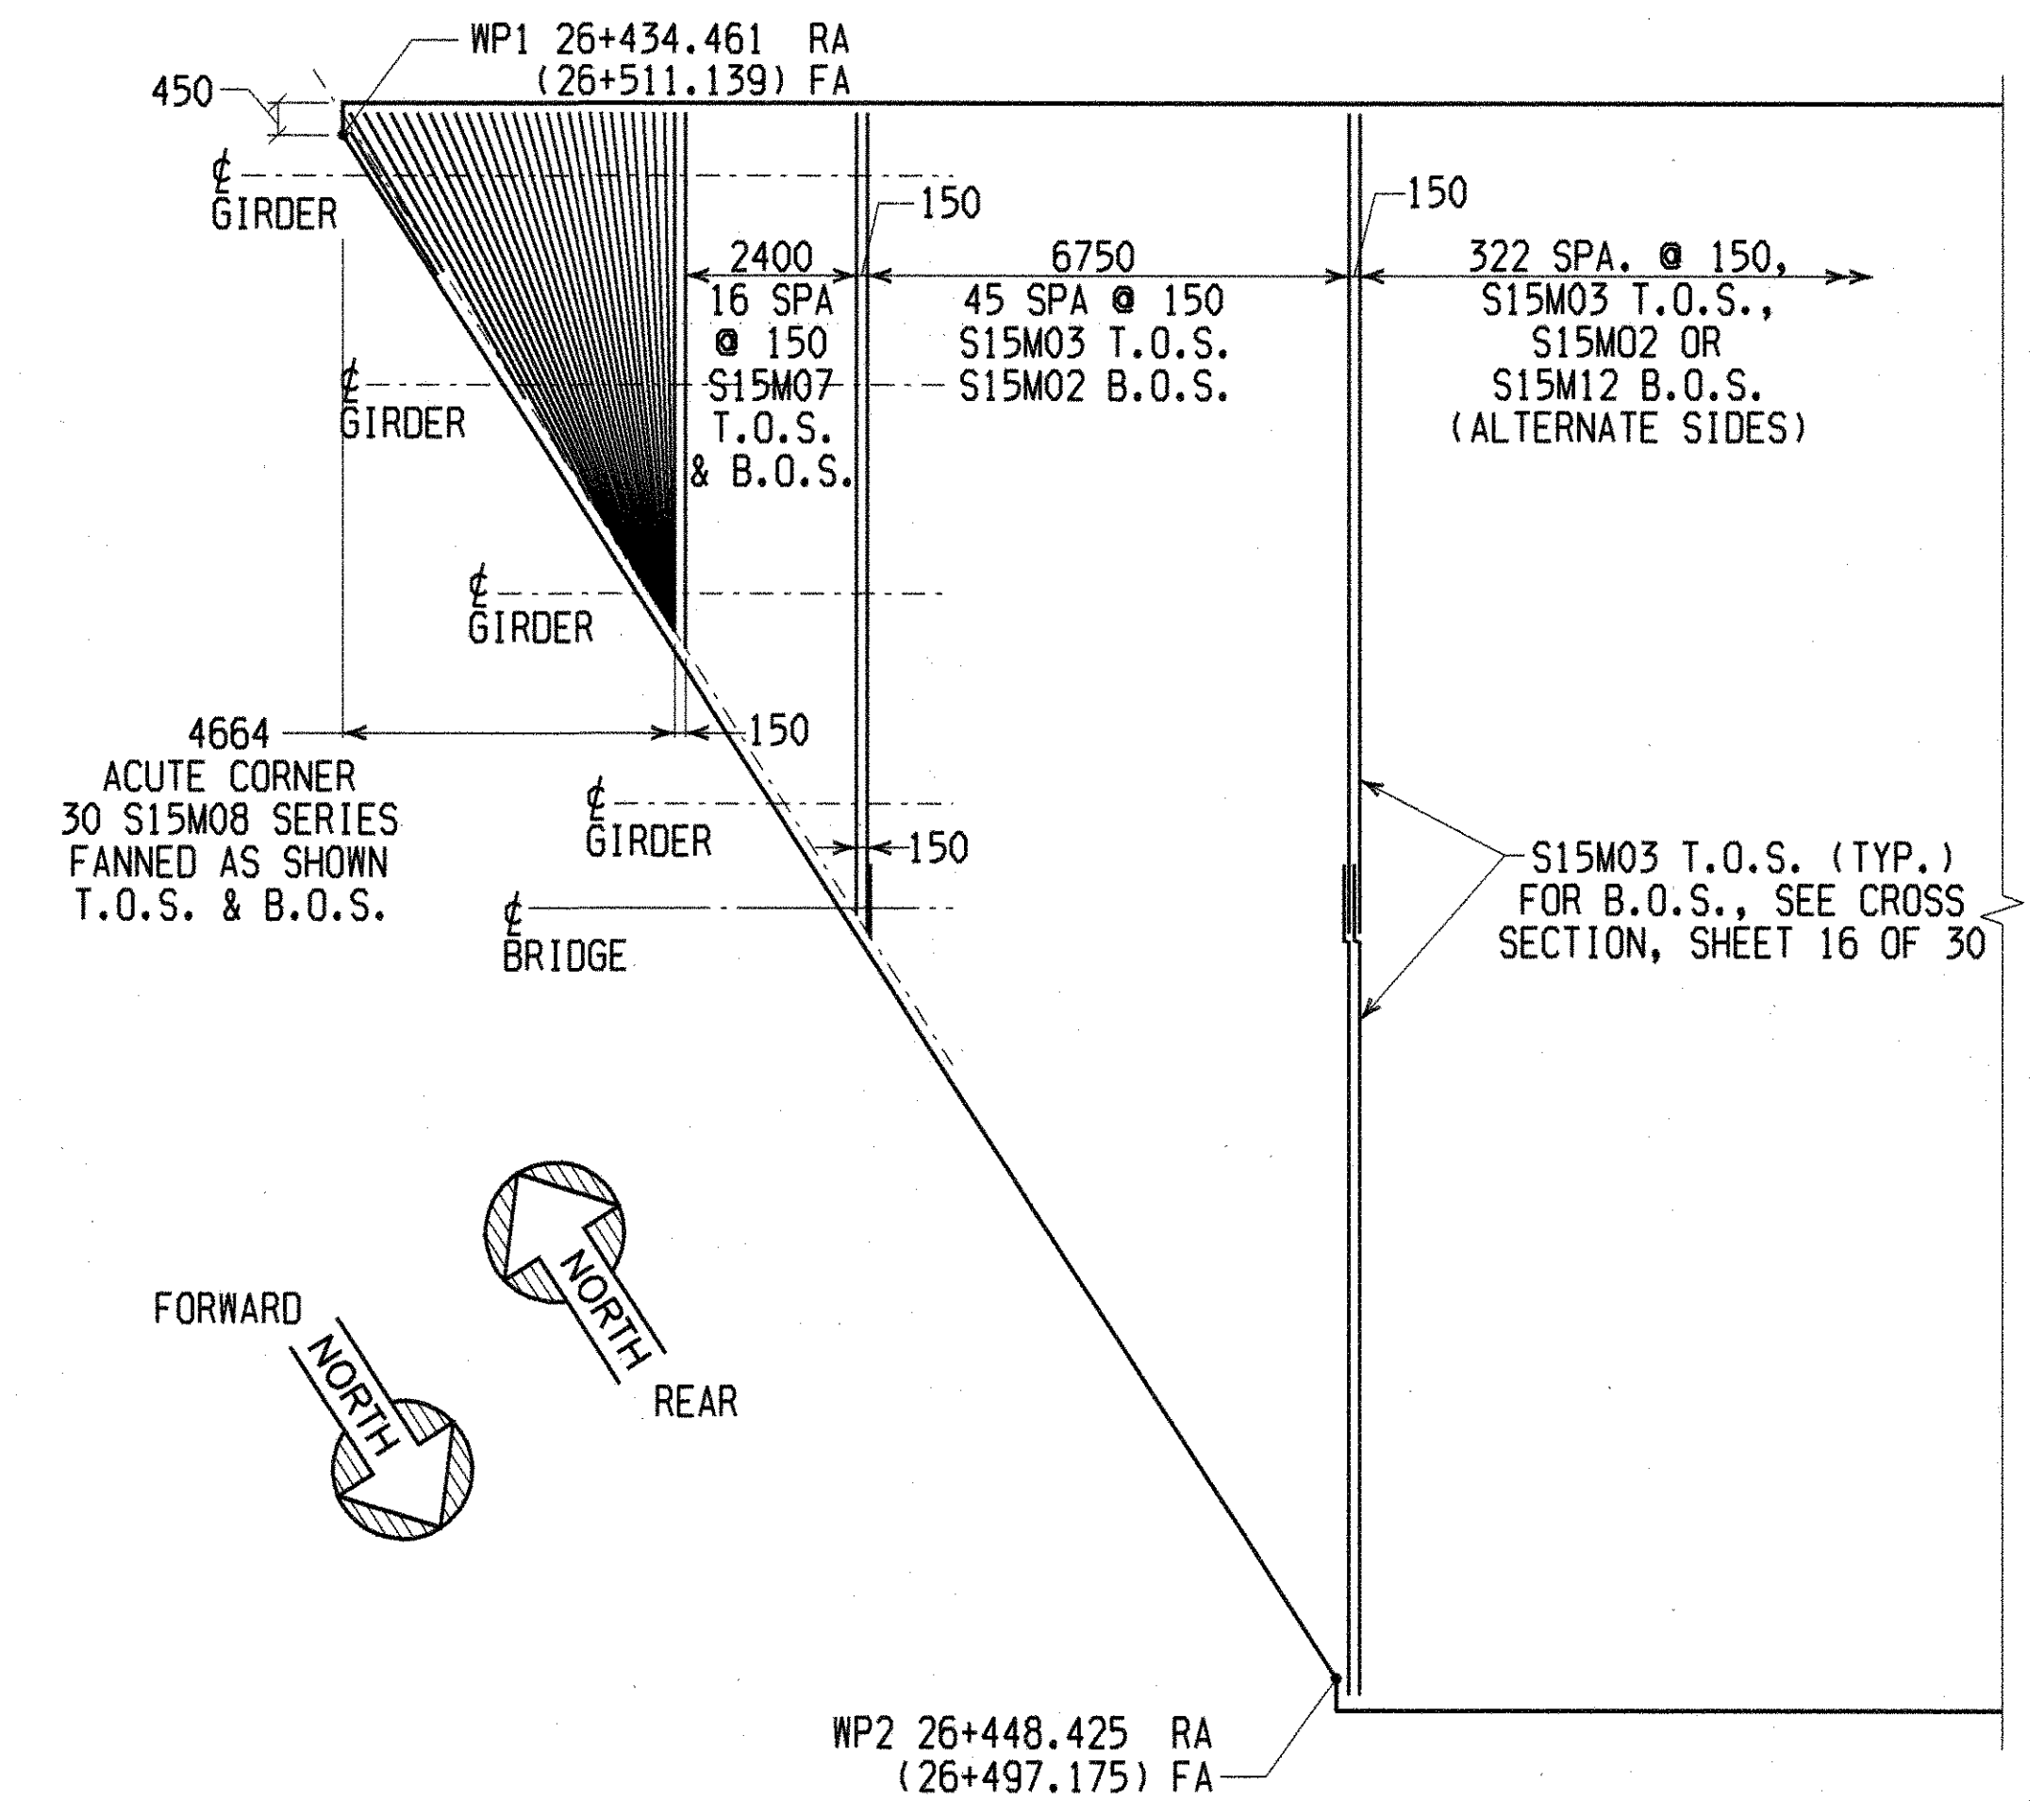 WP1 26+434.461 RA
(26+511.139) FA
450
℄
GIRDER
150
150
2400
16 SPA
@ 150
S15M07
T.O.S.
& B.O.S.
6750
45 SPA @ 150
S15M03 T.O.S.
S15M02 B.O.S.
322 SPA. @ 150,
S15M03 T.O.S.,
S15M02 OR
S15M12 B.O.S.
(ALTERNATE SIDES)
℄
GIRDER
℄
GIRDER
4664
ACUTE CORNER
30 S15M08 SERIES
FANNED AS SHOWN
T.O.S. & B.O.S.
150
℄
GIRDER
150
℄
BRIDGE
S15M03 T.O.S. (TYP.)
FOR B.O.S., SEE CROSS
SECTION, SHEET 16 OF 30
NORTH
REAR
FORWARD
NORTH
WP2 26+448.425 RA
(26+497.175) FA